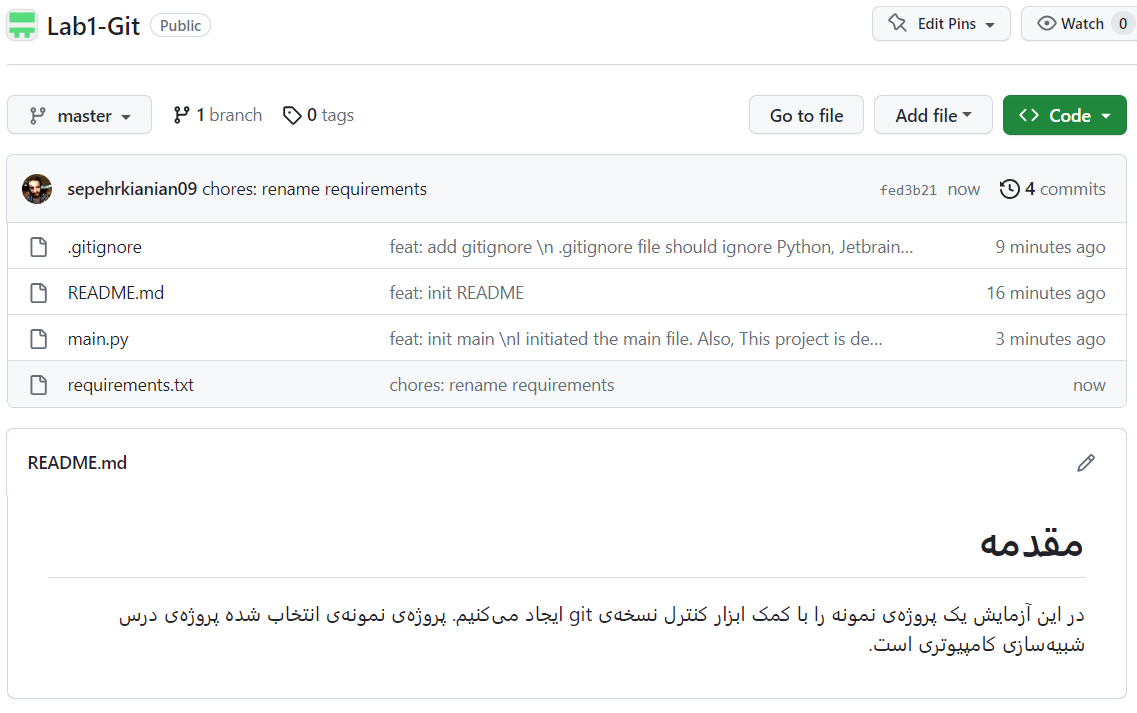 Lab1-Git Public Edit Pins Watch 0
master 1 branch 0 tags Go to file Add file Code
sepehrkianian09 chores: rename requirements fed3b21 now 4 commits
.gitignore feat: add gitignore \n .gitignore file should ignore Python, Jetbrain... 9 minutes ago
README.md feat: init README 16 minutes ago
main.py feat: init main \nI initiated the main file. Also, This project is de... 3 minutes ago
requirements.txt chores: rename requirements now
README.md
مقدمه
در این آزمایش یک پروژه‌ی نمونه را با کمک ابزار کنترل نسخه‌ی git ایجاد می‌کنیم. پروژه‌ی نمونه‌ی انتخاب شده پروژه‌ی درس
شبیه‌سازی کامپیوتری است.